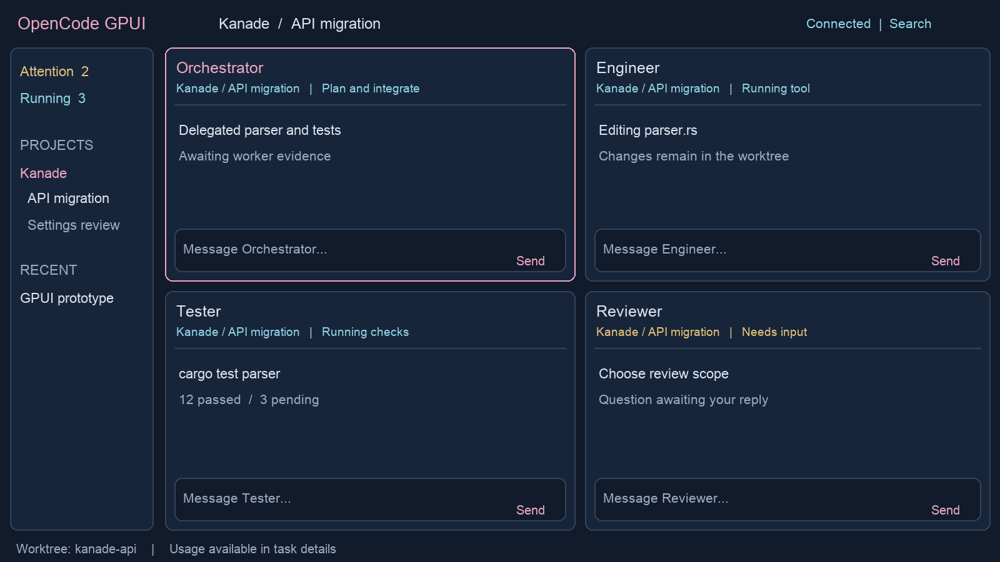 OpenCode GPUI
Kanade / API migration
Connected | Search
Attention 2
Running 3
PROJECTS
Kanade
API migration
Settings review
RECENT
GPUI prototype
Orchestrator
Kanade / API migration | Plan and integrate
Delegated parser and tests
Awaiting worker evidence
Message Orchestrator...
Send
Engineer
Kanade / API migration | Running tool
Editing parser.rs
Changes remain in the worktree
Message Engineer...
Send
Tester
Kanade / API migration | Running checks
cargo test parser
12 passed / 3 pending
Message Tester...
Send
Reviewer
Kanade / API migration | Needs input
Choose review scope
Question awaiting your reply
Message Reviewer...
Send
Worktree: kanade-api | Usage available in task details